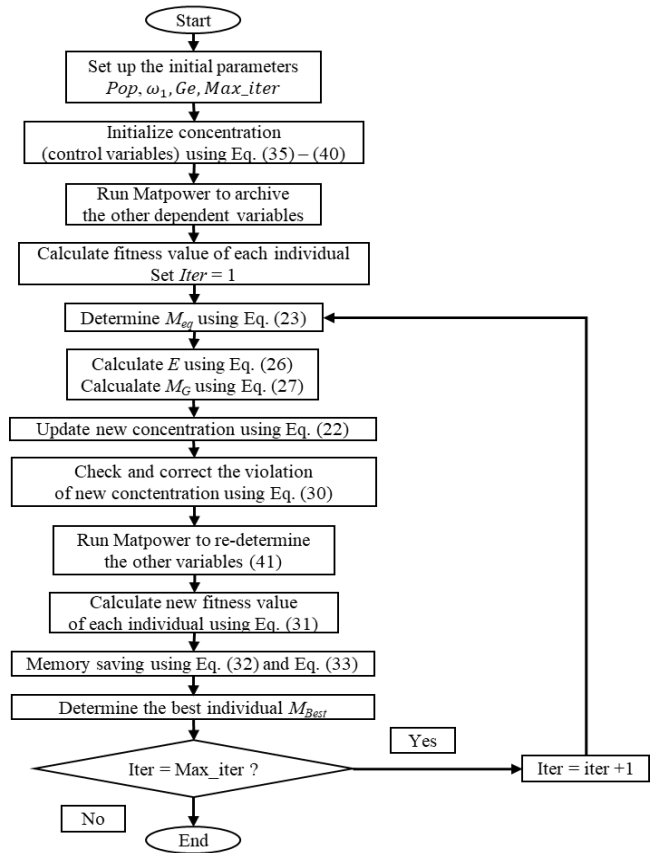 Start
Set up the initial parameters
Pop, ω₁, Ge, Max_iter
Initialize concentration
(control variables) using Eq. (35) – (40)
Run Matpower to archive
the other dependent variables
Calculate fitness value of each individual
Set Iter = 1
Determine M_eq using Eq. (23)
Calculate E using Eq. (26)
Calcualate M_G using Eq. (27)
Update new concentration using Eq. (22)
Check and correct the violation
of new conctentration using Eq. (30)
Run Matpower to re-determine
the other variables (41)
Calculate new fitness value
of each individual using Eq. (31)
Memory saving using Eq. (32) and Eq. (33)
Determine the best individual M_Best
Yes
Iter = Max_iter ?
Iter = iter +1
No
End